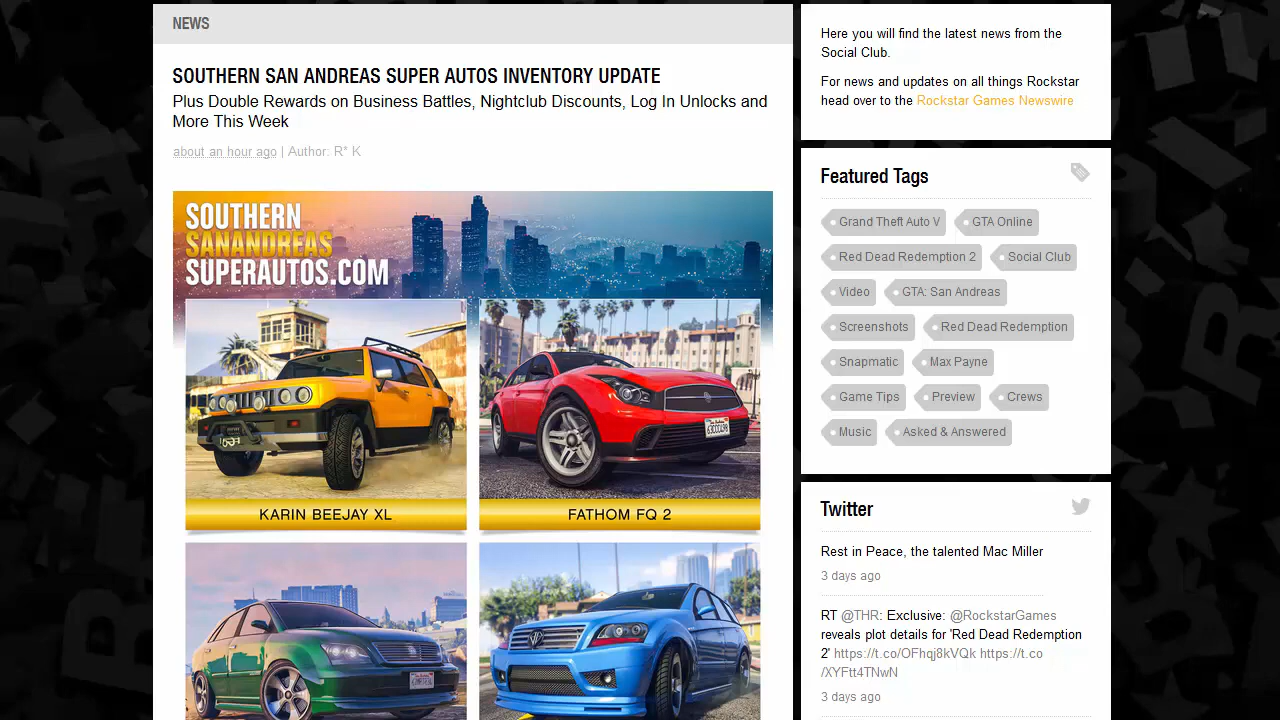 NEWS
SOUTHERN SAN ANDREAS SUPER AUTOS INVENTORY UPDATE
Plus Double Rewards on Business Battles, Nightclub Discounts, Log In Unlocks and
More This Week
about an hour ago | Author: R* K
SOUTHERN
SANANDREAS
SUPERAUTOS.COM
KARIN BEEJAY XL
FATHOM FQ 2
Here you will find the latest news from the
Social Club.
For news and updates on all things Rockstar
head over to the Rockstar Games Newswire
Featured Tags
Grand Theft Auto V
GTA Online
Red Dead Redemption 2
Social Club
Video
GTA: San Andreas
Screenshots
Red Dead Redemption
Snapmatic
Max Payne
Game Tips
Preview
Crews
Music
Asked & Answered
Twitter
Rest in Peace, the talented Mac Miller
3 days ago
RT @THR: Exclusive: @RockstarGames
reveals plot details for 'Red Dead Redemption
2' https://t.co/OFhqj8kVQk https://t.co
/XYFtt4TNwN
3 days ago